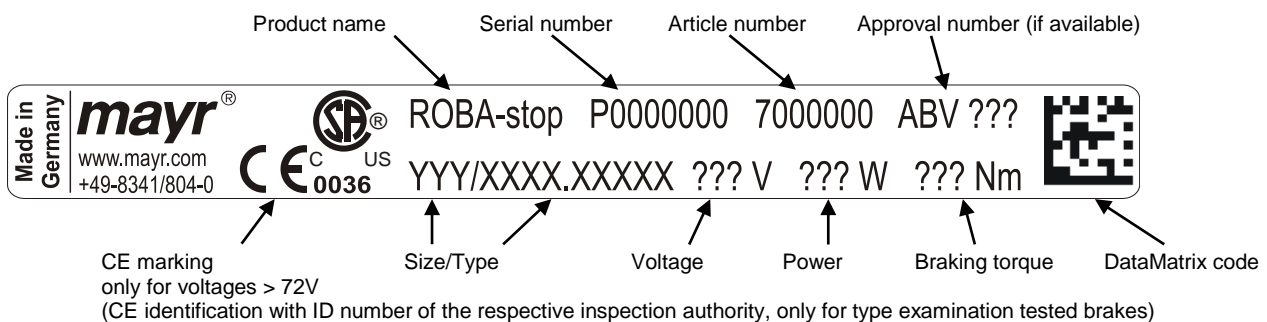 Product name Serial number Article number Approval number (if available)
Made in
Germany
mayr®
www.mayr.com
+49-8341/804-0
CE 0036
C SA® US
ROBA-stop P0000000 7000000 ABV ???
YYY/XXXX.XXXXX ??? V ??? W ??? Nm
CE marking
only for voltages > 72V
(CE identification with ID number of the respective inspection authority, only for type examination tested brakes)
Size/Type Voltage Power Braking torque DataMatrix code